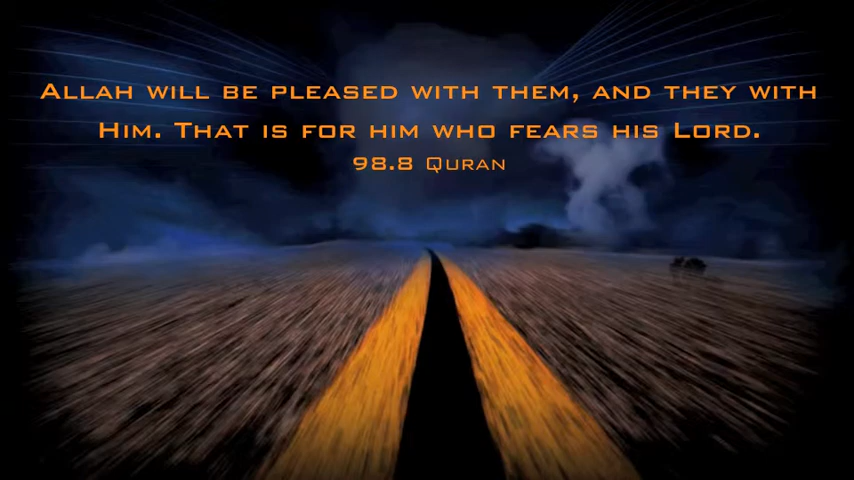 Allah will be pleased with them, and they with
Him. That is for him who fears his Lord.
98.8 Quran